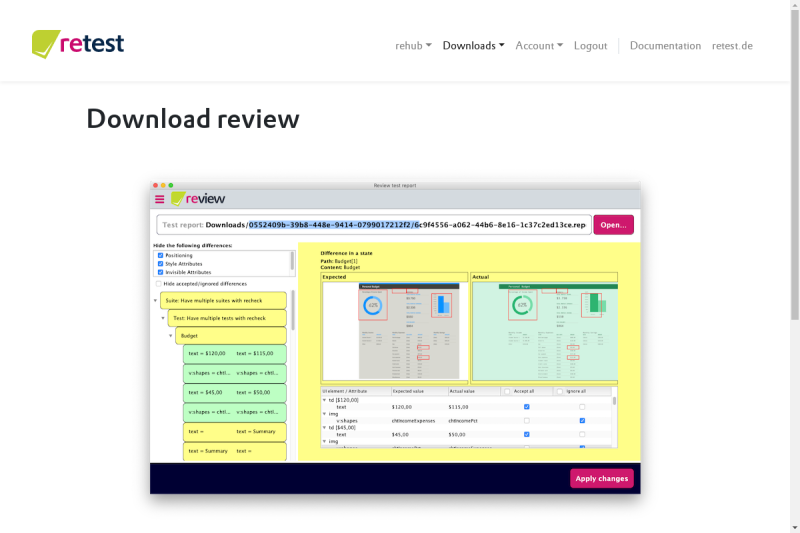 retest
rehub Downloads Account Logout Documentation retest.de
Download review
Review test report
review
Test report: Downloads/0552409b-39b8-448e-9414-0799017212f2/6c9f4556-a062-44b6-8e16-1c37c2ed13ce.rep
Open...
Hide the following differences:
Positioning
Style Attributes
Invisible Attributes
Hide accepted/ignored differences
Suite: Have multiple suites with recheck
Test: Have multiple tests with recheck
Budget
text = $120,00 text = $115,00
v:shapes = chtI... v:shapes = chtI...
text = $45,00 text = $50,00
v:shapes = chtI... v:shapes = chtI...
text = text = Summary
text = Summary text =
Difference in a state
Path: Budget[1]
Content: Budget
Expected Actual
62% 62%
UI element / Attribute Expected value Actual value Accept all Ignore all
td [$120,00]
text $120,00 $115,00
img
v:shapes chtIncomeExpenses chtIncomePct
td [$45,00]
text $45,00 $50,00
img
Apply changes